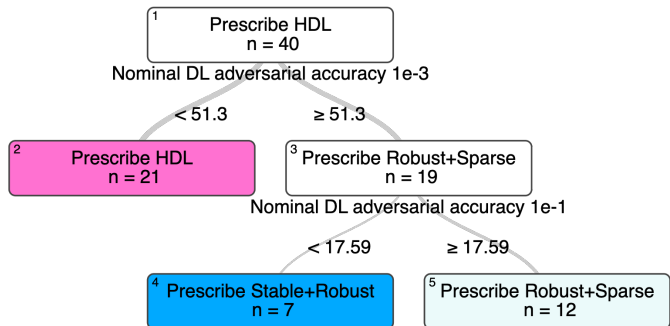 1
Prescribe HDL
n = 40
Nominal DL adversarial accuracy 1e-3
< 51.3
≥ 51.3
2
Prescribe HDL
n = 21
3
Prescribe Robust+Sparse
n = 19
Nominal DL adversarial accuracy 1e-1
< 17.59
≥ 17.59
4
Prescribe Stable+Robust
n = 7
5
Prescribe Robust+Sparse
n = 12